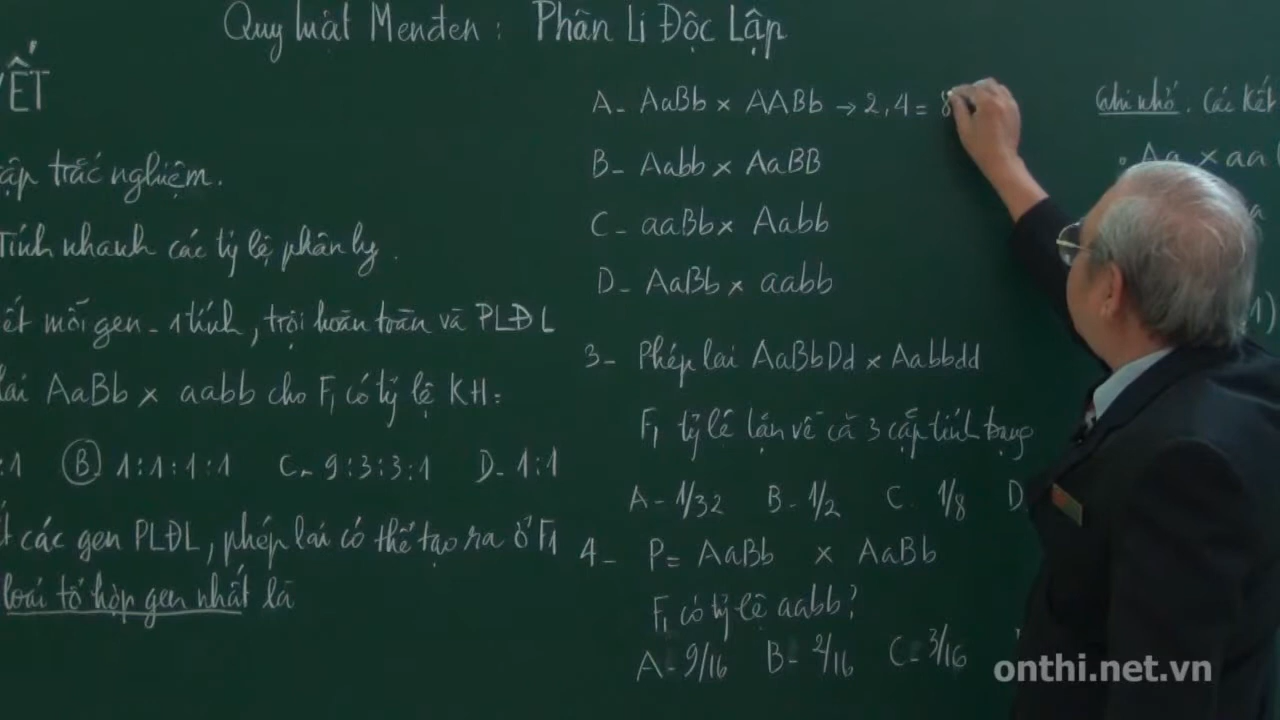 Quy luật Menđen: Phân Li Độc Lập
ẾT
tập trắc nghiệm.
Tính nhanh các tỷ lệ phân ly.
ết mỗi gen - 1 tính, trội hoàn toàn và PLĐL
lai AaBb x aabb cho F1 có tỷ lệ KH:
:1 (B) 1:1:1:1 C- 9:3:3:1 D- 1:1
các gen PLĐL, phép lai có thể tạo ra ở F1
loại tổ hợp gen nhất là
A- AaBb x AABb → 2.4 = 8
B- Aabb x AaBB
C- aaBb x Aabb
D- AaBb x aabb
3- Phép lai AaBbDd x Aabbdd
F1 tỷ lệ lặn về cả 3 cặp tính trạng
A- 1/32 B- 1/2 C. 1/8 D.
4- P= AaBb x AaBb
F1 có tỷ lệ aabb?
A- 9/16 B- 2/16 C- 3/16
Ghi nhớ. Các kết
. Aa x aa
a
1)
onthi.net.vn